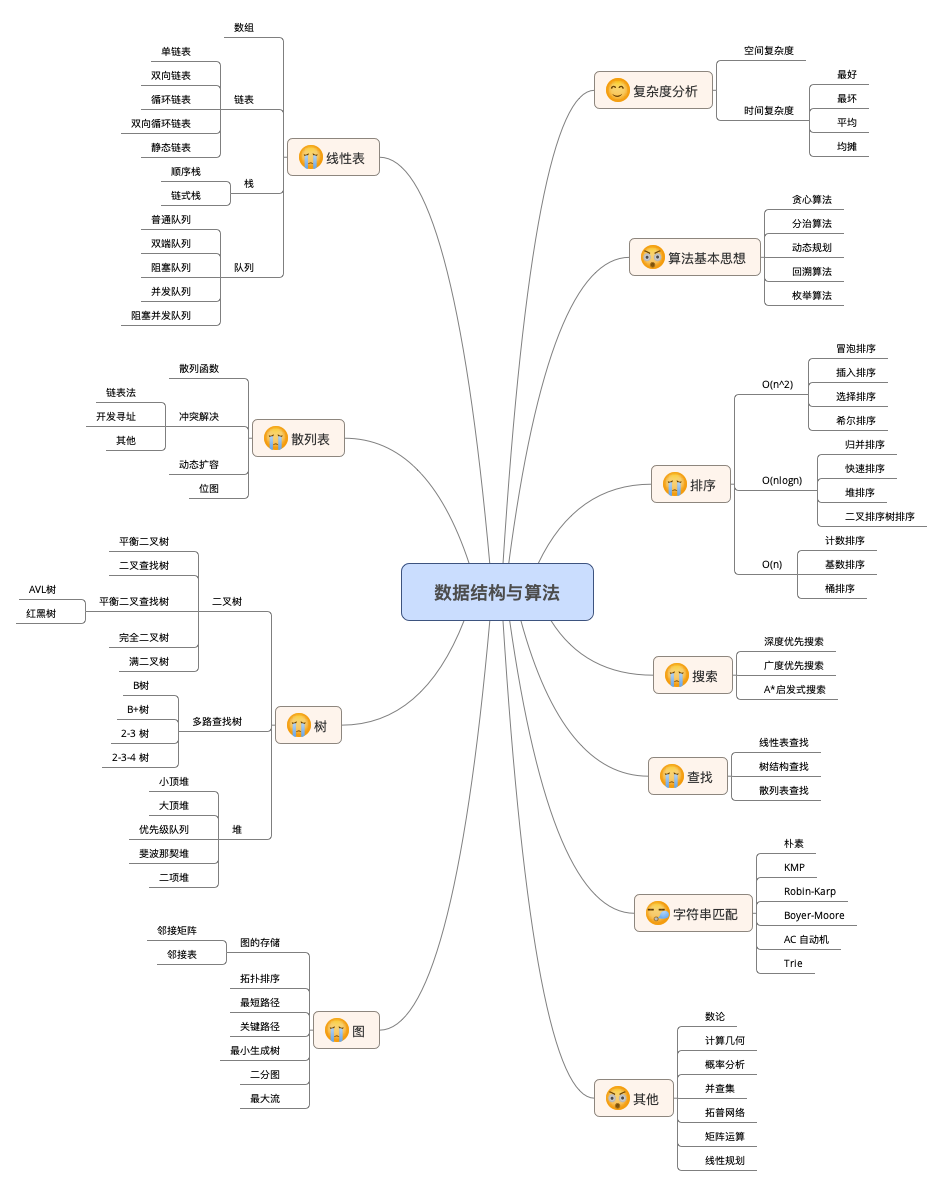 数据结构与算法
线性表
数组
链表
单链表
双向链表
循环链表
双向循环链表
静态链表
栈
顺序栈
链式栈
队列
普通队列
双端队列
阻塞队列
并发队列
阻塞并发队列
散列表
散列函数
冲突解决
链表法
开发寻址
其他
动态扩容
位图
树
二叉树
平衡二叉树
二叉查找树
平衡二叉查找树
AVL树
红黑树
完全二叉树
满二叉树
多路查找树
B树
B+树
2-3 树
2-3-4 树
堆
小顶堆
大顶堆
优先级队列
斐波那契堆
二项堆
图
图的存储
邻接矩阵
邻接表
拓扑排序
最短路径
关键路径
最小生成树
二分图
最大流
复杂度分析
空间复杂度
时间复杂度
最好
最坏
平均
均摊
算法基本思想
贪心算法
分治算法
动态规划
回溯算法
枚举算法
排序
O(n^2)
冒泡排序
插入排序
选择排序
希尔排序
O(nlogn)
归并排序
快速排序
堆排序
二叉排序树排序
O(n)
计数排序
基数排序
桶排序
搜索
深度优先搜索
广度优先搜索
A*启发式搜索
查找
线性表查找
树结构查找
散列表查找
字符串匹配
朴素
KMP
Robin-Karp
Boyer-Moore
AC 自动机
Trie
其他
数论
计算几何
概率分析
并查集
拓普网络
矩阵运算
线性规划